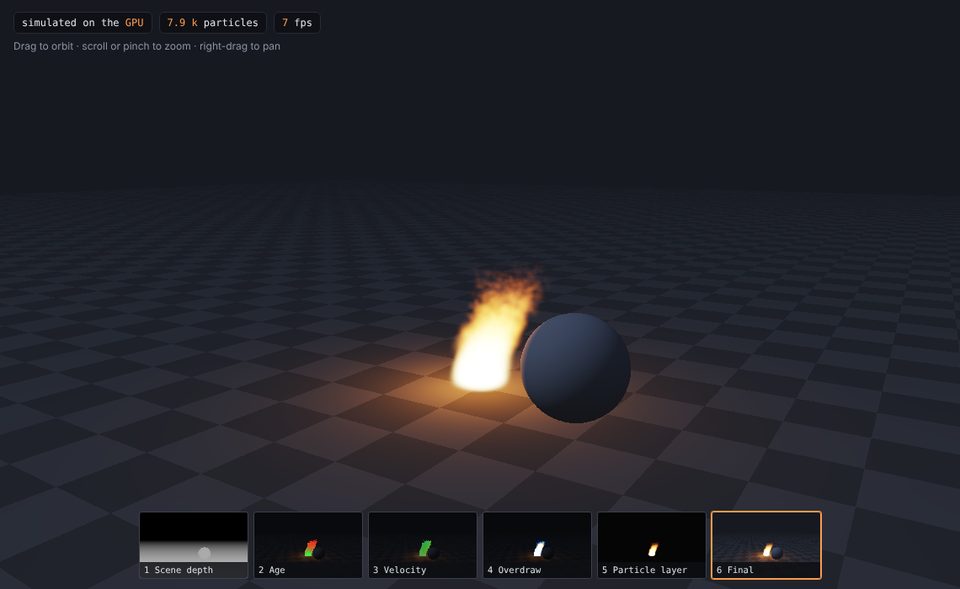 simulated on the GPU 7.9 k particles 7 fps
Drag to orbit · scroll or pinch to zoom · right-drag to pan
1 Scene depth 2 Age 3 Velocity 4 Overdraw 5 Particle layer 6 Final